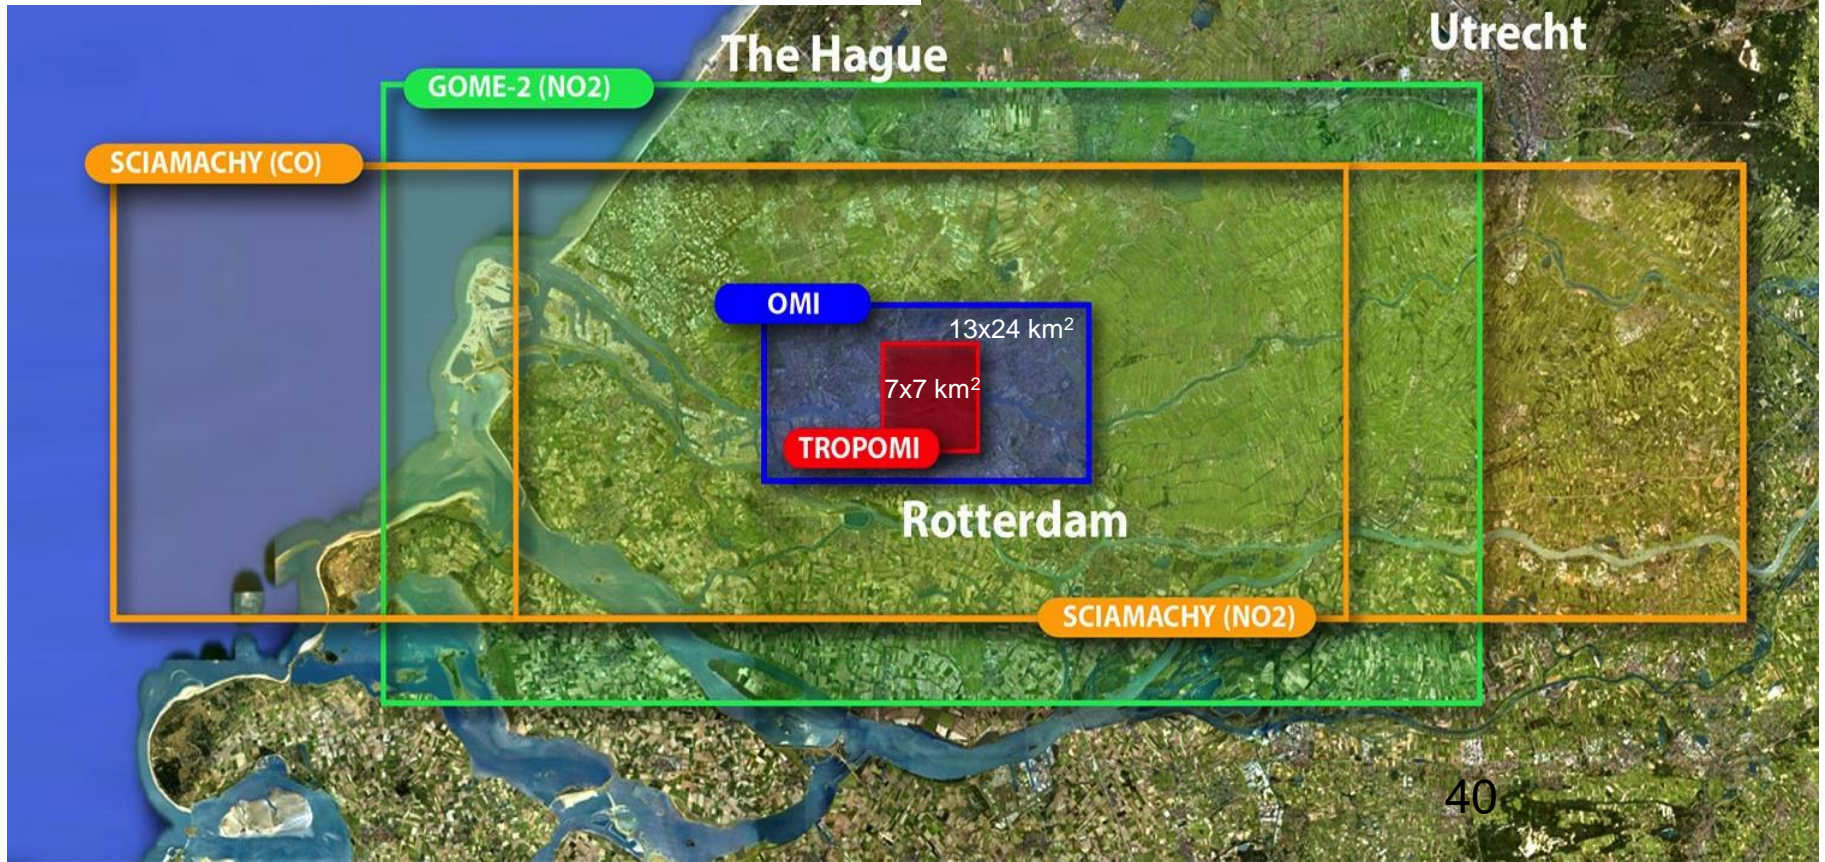 The Hague
Utrecht
GOME-2 (NO2)
SCIAMACHY (CO)
OMI
13x24 km²
7x7 km²
TROPOMI
Rotterdam
SCIAMACHY (NO2)
40